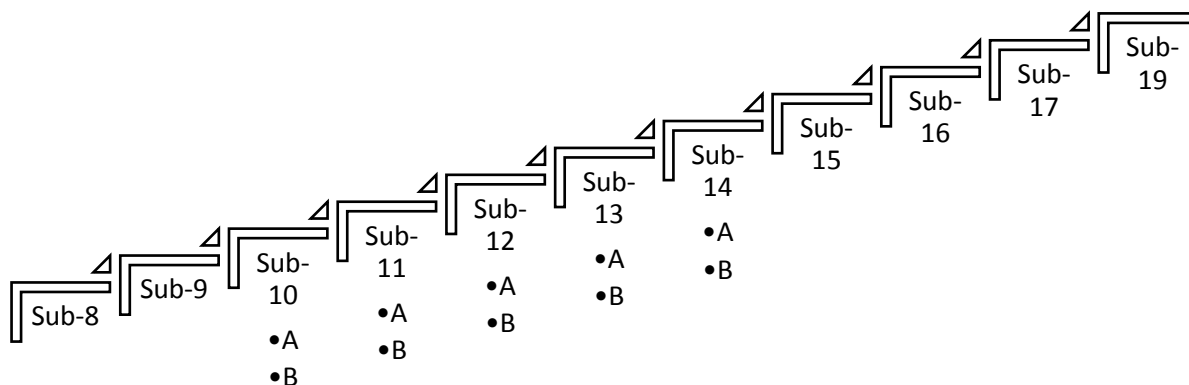 Sub-8
Sub-9
Sub-
10
•A
•B
Sub-
11
•A
•B
Sub-
12
•A
•B
Sub-
13
•A
•B
Sub-
14
•A
•B
Sub-
15
Sub-
16
Sub-
17
Sub-
19